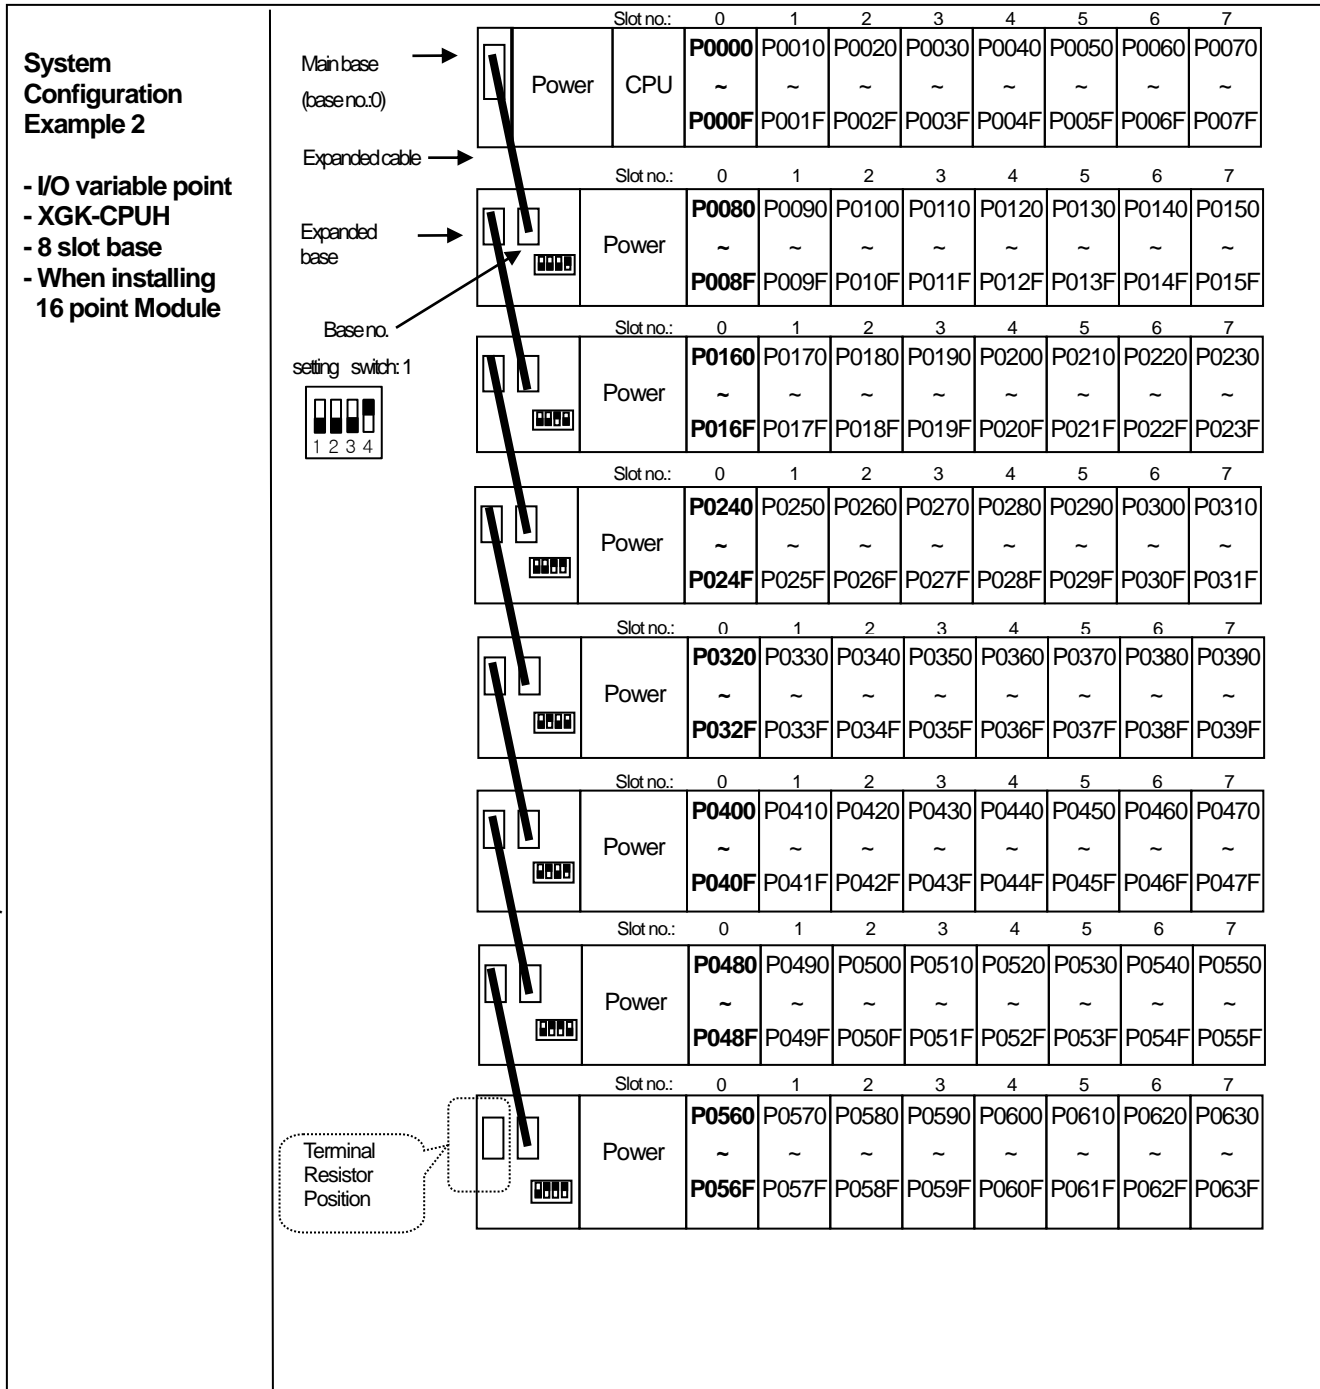 System
Configuration
Example 2
- I/O variable point
- XGK-CPUH
- 8 slot base
- When installing
16 point Module
Main base
(base no.:0)
Expanded cable
Expanded
base
Base no.
setting switch: 1
1 2 3 4
Terminal
Resistor
Position
Slot no.: 0 1 2 3 4 5 6 7
P0000 P0010 P0020 P0030 P0040 P0050 P0060 P0070
Power CPU ~ ~ ~ ~ ~ ~ ~ ~
P000F P001F P002F P003F P004F P005F P006F P007F
Slot no.: 0 1 2 3 4 5 6 7
P0080 P0090 P0100 P0110 P0120 P0130 P0140 P0150
Power ~ ~ ~ ~ ~ ~ ~ ~
P008F P009F P010F P011F P012F P013F P014F P015F
Slot no.: 0 1 2 3 4 5 6 7
P0160 P0170 P0180 P0190 P0200 P0210 P0220 P0230
Power ~ ~ ~ ~ ~ ~ ~ ~
P016F P017F P018F P019F P020F P021F P022F P023F
Slot no.: 0 1 2 3 4 5 6 7
P0240 P0250 P0260 P0270 P0280 P0290 P0300 P0310
Power ~ ~ ~ ~ ~ ~ ~ ~
P024F P025F P026F P027F P028F P029F P030F P031F
Slot no.: 0 1 2 3 4 5 6 7
P0320 P0330 P0340 P0350 P0360 P0370 P0380 P0390
Power ~ ~ ~ ~ ~ ~ ~ ~
P032F P033F P034F P035F P036F P037F P038F P039F
Slot no.: 0 1 2 3 4 5 6 7
P0400 P0410 P0420 P0430 P0440 P0450 P0460 P0470
Power ~ ~ ~ ~ ~ ~ ~ ~
P040F P041F P042F P043F P044F P045F P046F P047F
Slot no.: 0 1 2 3 4 5 6 7
P0480 P0490 P0500 P0510 P0520 P0530 P0540 P0550
Power ~ ~ ~ ~ ~ ~ ~ ~
P048F P049F P050F P051F P052F P053F P054F P055F
Slot no.: 0 1 2 3 4 5 6 7
P0560 P0570 P0580 P0590 P0600 P0610 P0620 P0630
Power ~ ~ ~ ~ ~ ~ ~ ~
P056F P057F P058F P059F P060F P061F P062F P063F